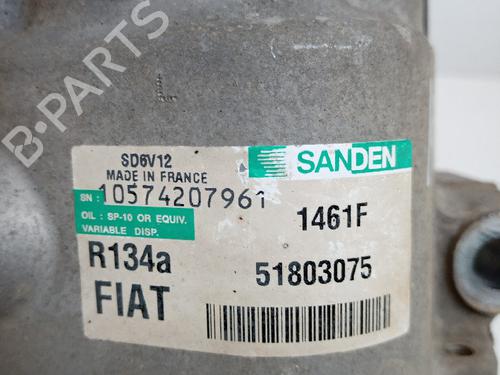 B-PARTS
SD6V12
MADE IN FRANCE
SANDEN
SN : 10574207961
1461F
OIL : SP-10 OR EQUIV.
VARIABLE DISP.
R134a
51803075
FIAT